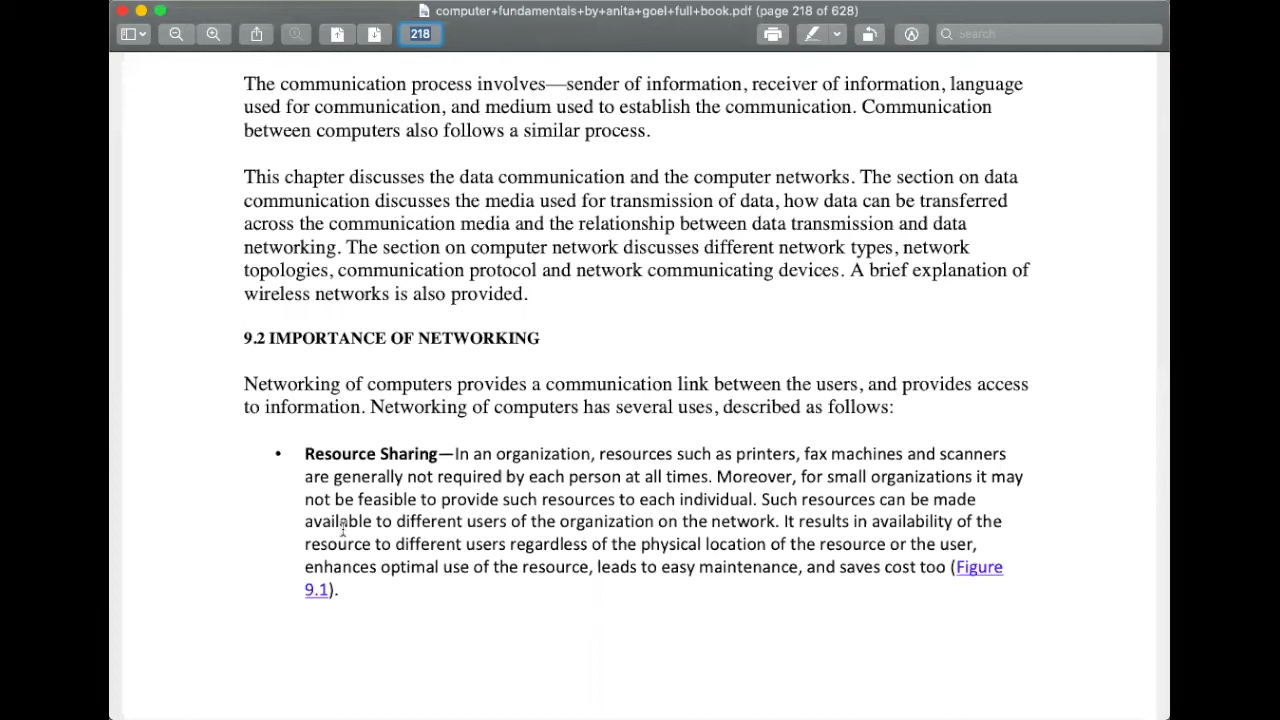 computer+fundamentals+by+anita+goel+full+book.pdf (page 218 of 628)
218
Search
The communication process involves—sender of information, receiver of information, language
used for communication, and medium used to establish the communication. Communication
between computers also follows a similar process.
This chapter discusses the data communication and the computer networks. The section on data
communication discusses the media used for transmission of data, how data can be transferred
across the communication media and the relationship between data transmission and data
networking. The section on computer network discusses different network types, network
topologies, communication protocol and network communicating devices. A brief explanation of
wireless networks is also provided.
9.2 IMPORTANCE OF NETWORKING
Networking of computers provides a communication link between the users, and provides access
to information. Networking of computers has several uses, described as follows:
• Resource Sharing—In an organization, resources such as printers, fax machines and scanners
are generally not required by each person at all times. Moreover, for small organizations it may
not be feasible to provide such resources to each individual. Such resources can be made
available to different users of the organization on the network. It results in availability of the
resource to different users regardless of the physical location of the resource or the user,
enhances optimal use of the resource, leads to easy maintenance, and saves cost too (Figure
9.1).